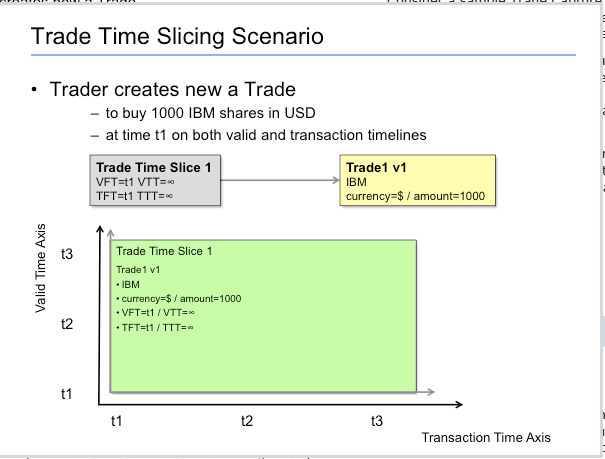 Trade Time Slicing Scenario
• Trader creates new a Trade
– to buy 1000 IBM shares in USD
– at time t1 on both valid and transaction timelines
Trade Time Slice 1
VFT=t1 VTT=∞
TFT=t1 TTT=∞
Trade1 v1
IBM
currency=$ / amount=1000
Valid Time Axis
t3
t2
t1
Trade Time Slice 1
Trade1 v1
• IBM
• currency=$ / amount=1000
• VFT=t1 / VTT=∞
• TFT=t1 / TTT=∞
t1
t2
t3
Transaction Time Axis